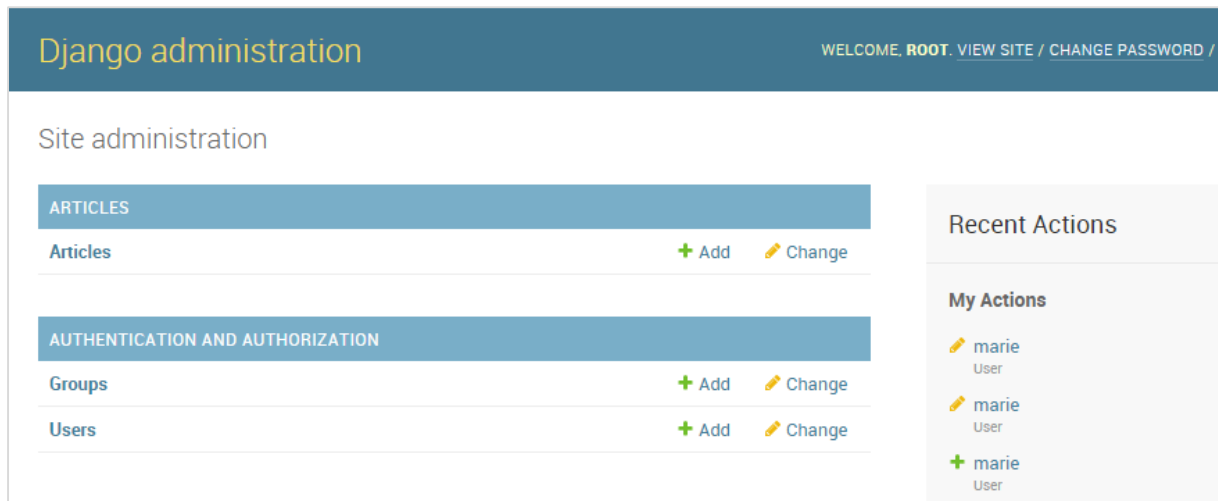 Django administration
WELCOME, ROOT. VIEW SITE / CHANGE PASSWORD /
Site administration
ARTICLES
Articles
Add
Change
AUTHENTICATION AND AUTHORIZATION
Groups
Add
Change
Users
Add
Change
Recent Actions
My Actions
marie
User
marie
User
marie
User